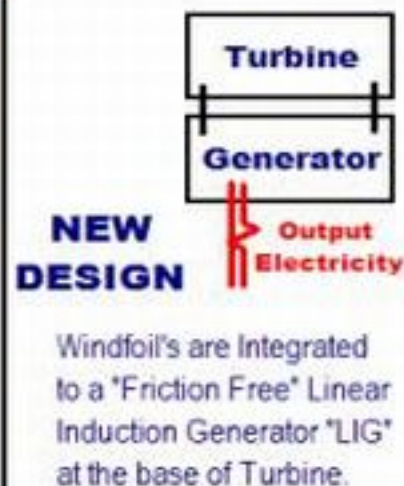 Turbine
Generator
NEW
DESIGN
Output
Electricity
Windfoil's are Integrated
to a "Friction Free" Linear
Induction Generator "LIG"
at the base of Turbine.